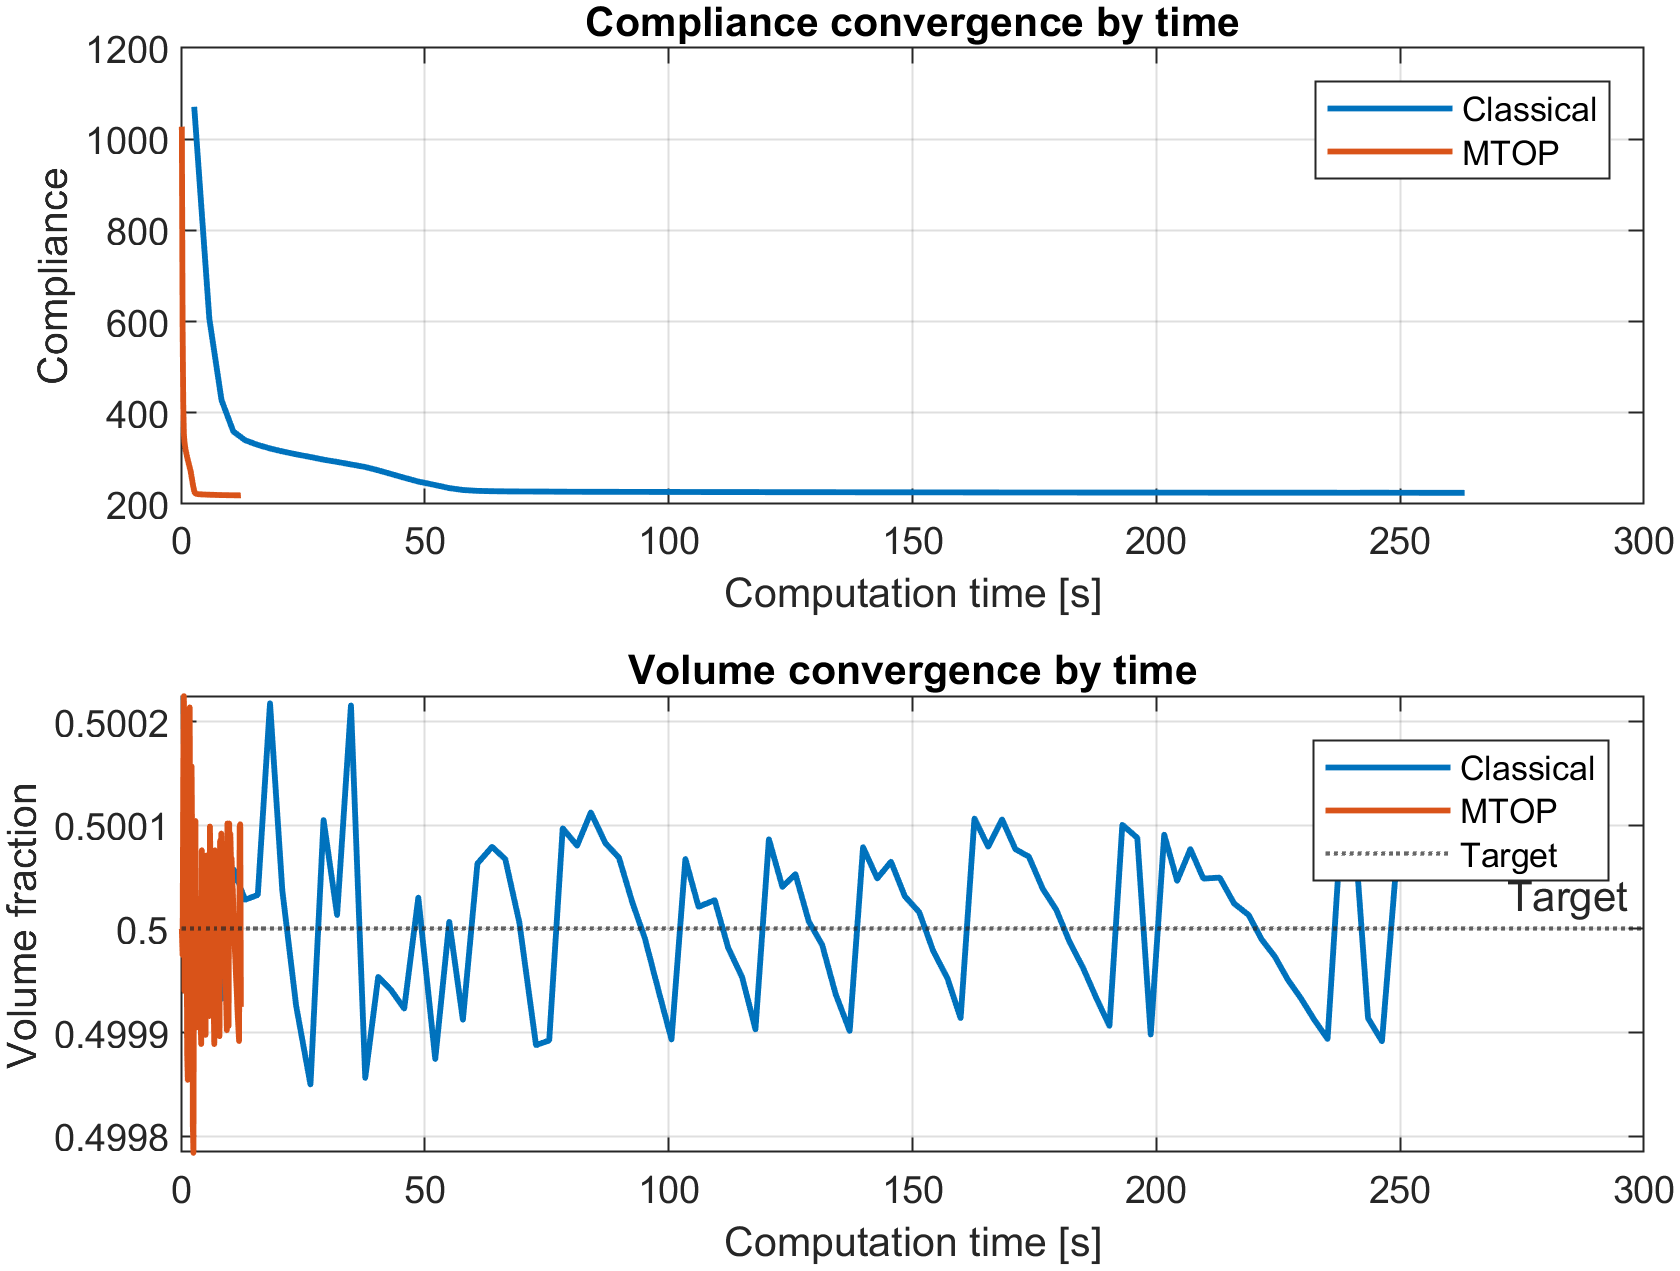 Compliance convergence by time
1200
1000
800
600
400
200
Compliance
Classical
MTOP
0 50 100 150 200 250 300
Computation time [s]
Volume convergence by time
0.5002
0.5001
0.5
0.4999
0.4998
Volume fraction
Classical
MTOP
Target
Target
0 50 100 150 200 250 300
Computation time [s]